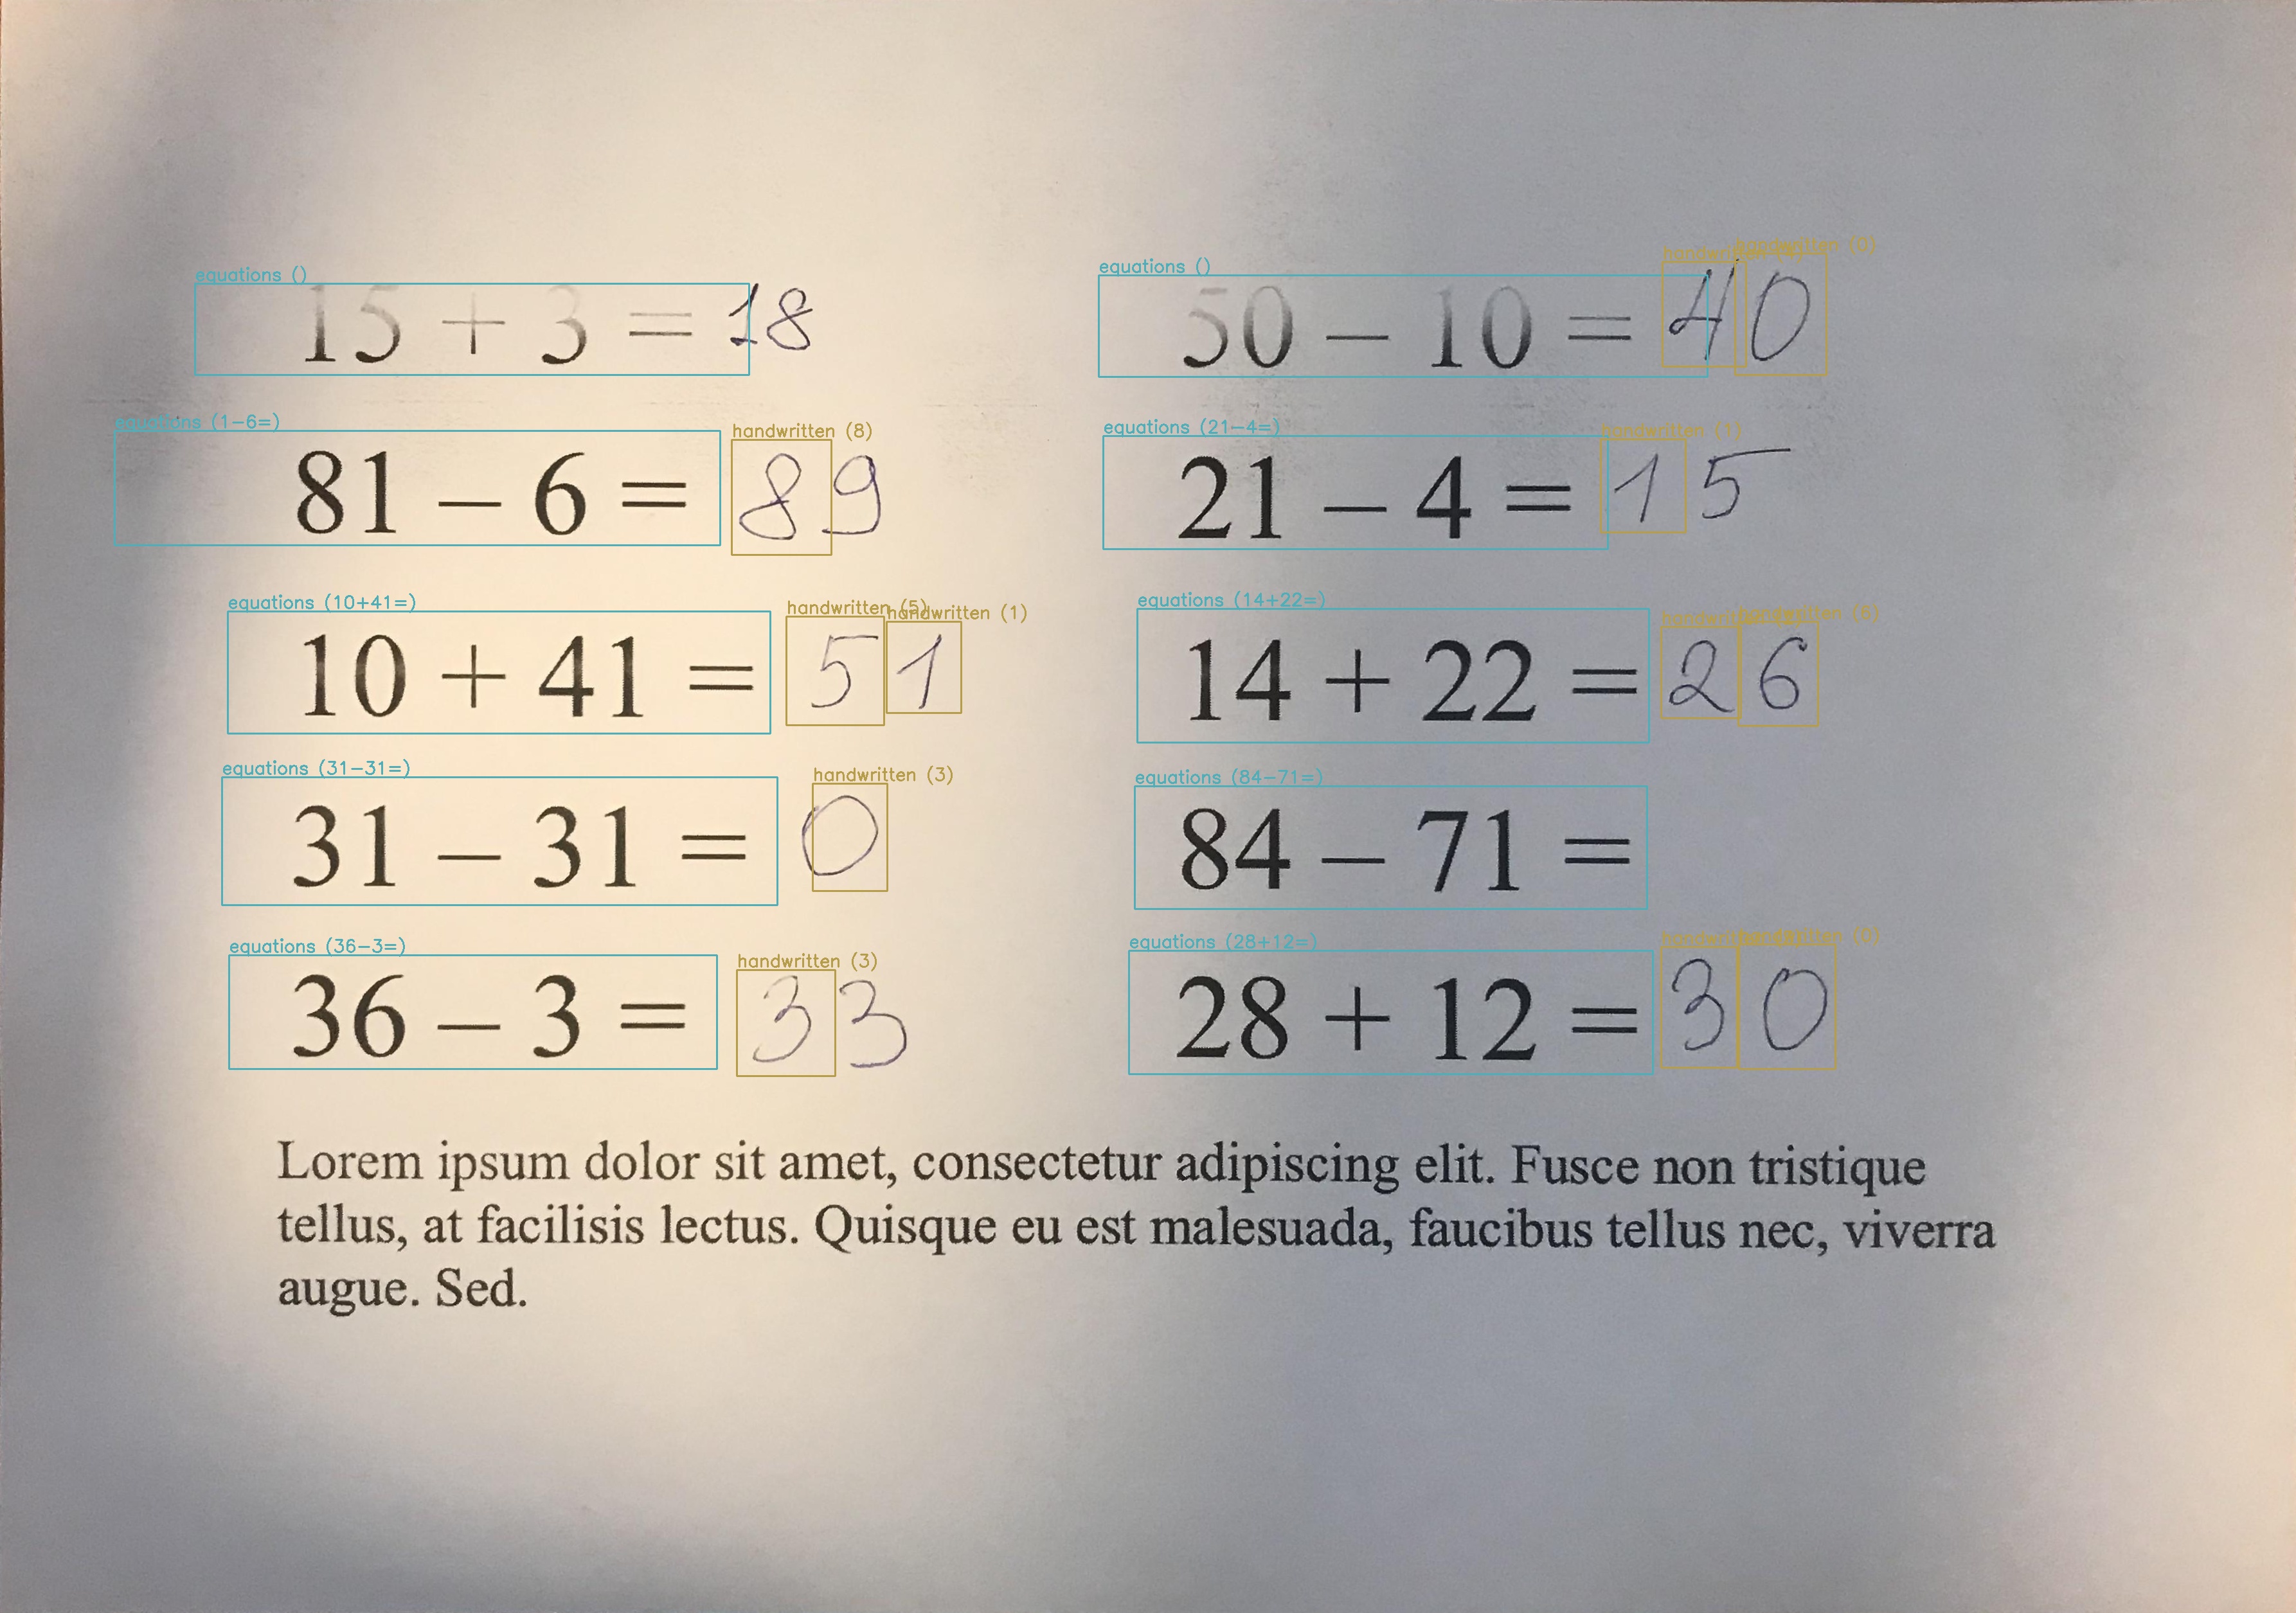 equations () equations () handwritten (0)
15 + 3 = 18 50 – 10 = 40
equations (1-6=) handwritten (8) equations (21-4=) handwritten (1)
81 – 6 = 89 21 – 4 = 15
equations (10+41=) handwritten (5) handwritten (1) equations (14+22=) handwritten (6)
10 + 41 = 51 14 + 22 = 26
equations (31-31=) handwritten (3) equations (84-71=)
31 – 31 = 0 84 – 71 =
equations (36-3=) handwritten (3) equations (28+12=) handwritten (0)
36 – 3 = 33 28 + 12 = 30
Lorem ipsum dolor sit amet, consectetur adipiscing elit. Fusce non tristique
tellus, at facilisis lectus. Quisque eu est malesuada, faucibus tellus nec, viverra
augue. Sed.